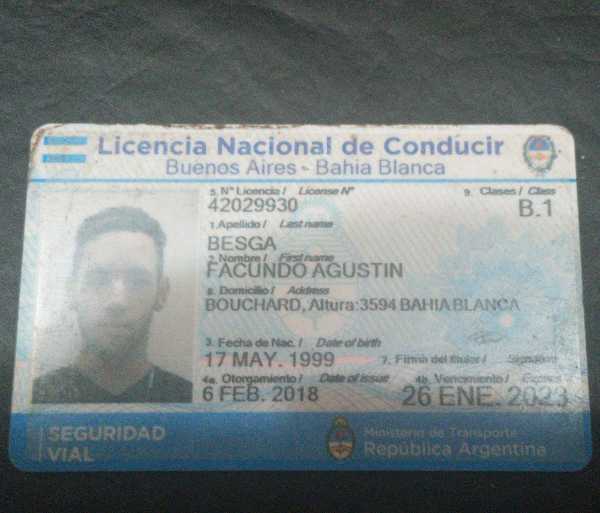 Licencia Nacional de Conducir
Buenos Aires - Bahia Blanca
5. Nº Licencia / License Nº
9. Clases / Class
42029930
B.1
1. Apellido / Last name
BESGA
2. Nombre / First name
FACUNDO AGUSTIN
8. Domicilio / Address
BOUCHARD, Altura:3594 BAHIA BLANCA
3. Fecha de Nac. / Date of birth
17 MAY. 1999
7. Firma del titular / Signature
4a. Otorgamiento / Date of issue
4b. Vencimiento / Expires
6 FEB. 2018
26 ENE. 2023
SEGURIDAD
VIAL
Ministerio de Transporte
República Argentina